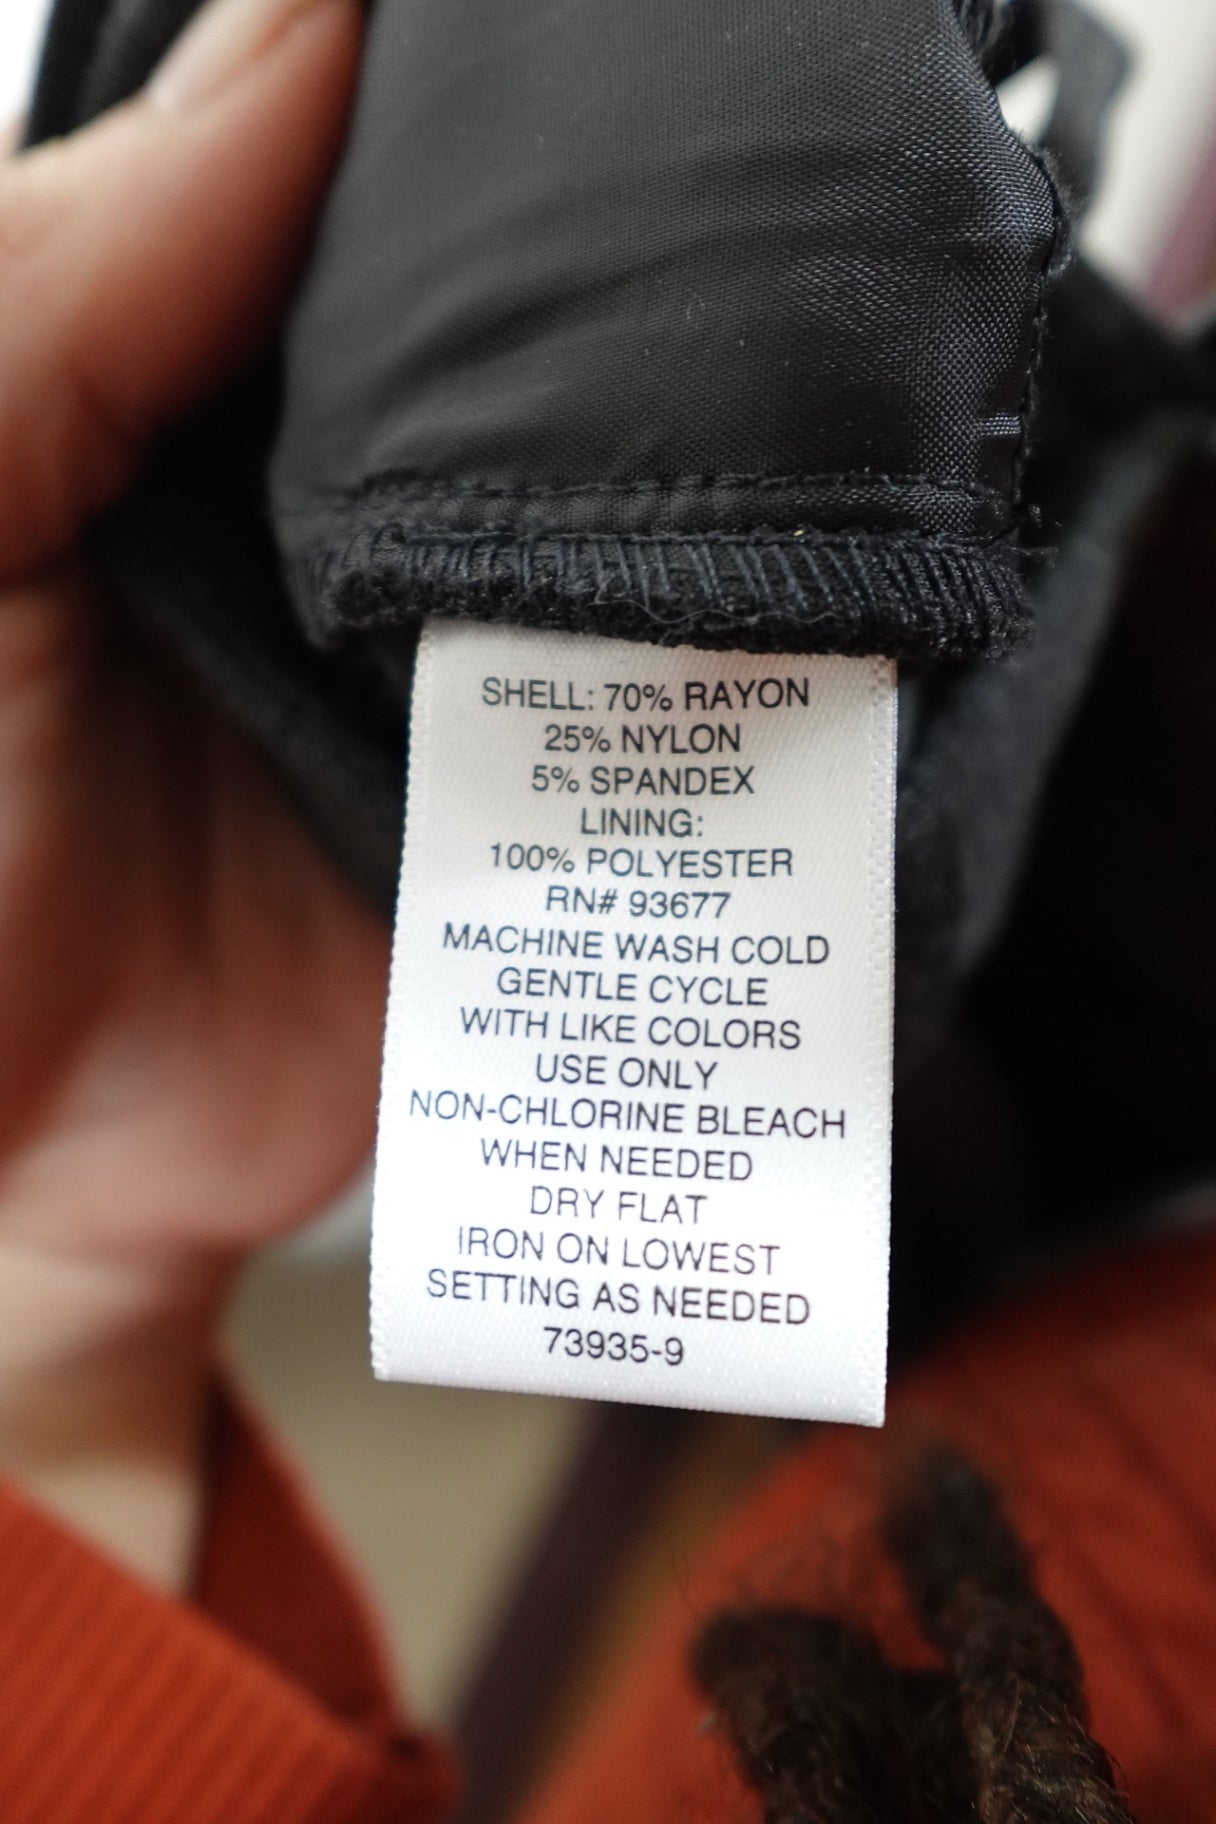 SHELL: 70% RAYON
25% NYLON
5% SPANDEX
LINING:
100% POLYESTER
RN# 93677
MACHINE WASH COLD
GENTLE CYCLE
WITH LIKE COLORS
USE ONLY
NON-CHLORINE BLEACH
WHEN NEEDED
DRY FLAT
IRON ON LOWEST
SETTING AS NEEDED
73935-9